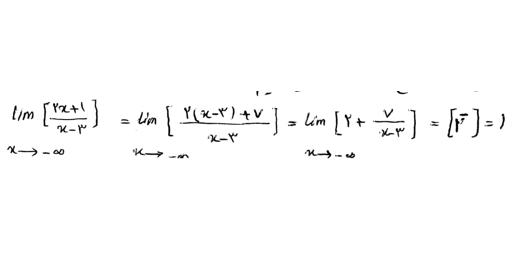 lim [۲x+۱/x-۳] = lim [۲(x-۳)+۷/x-۳] = lim [۲ + ۷/x-۳] = [۲⁻] = ۱
x→-∞ x→-∞ x→-∞